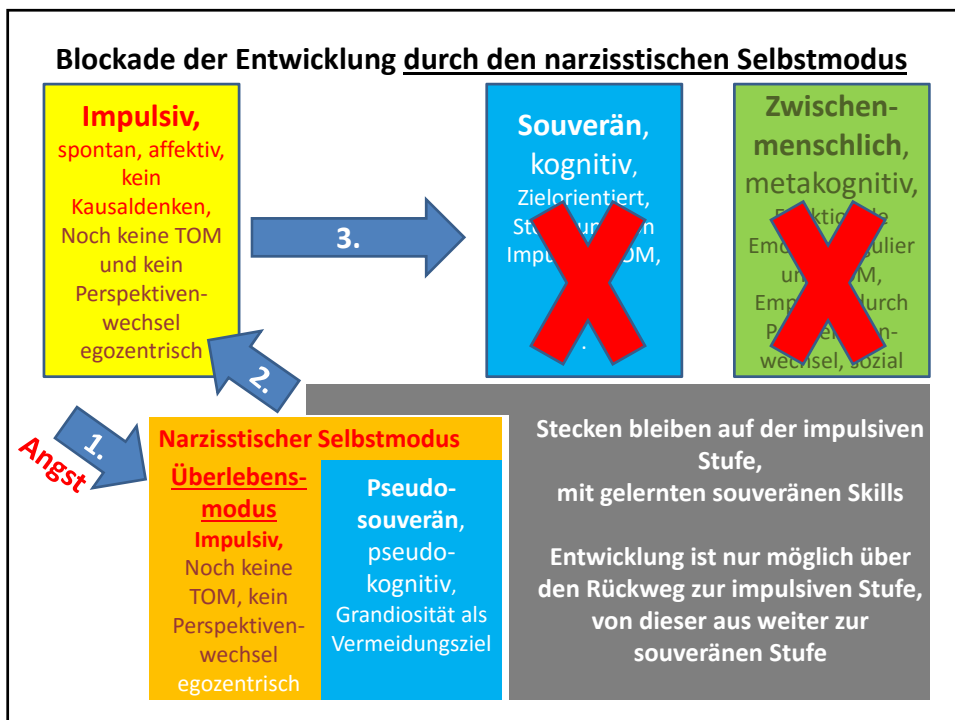 Blockade der Entwicklung durch den narzisstischen Selbstmodus
Impulsiv,
spontan, affektiv,
kein
Kausaldenken,
Noch keine TOM
und kein
Perspektiven-
wechsel
egozentrisch
3.
Souverän,
kognitiv,
Zielorientiert,
Zwischen-
menschlich,
metakognitiv,
wechsel, sozial
2.
1.
Angst
Narzisstischer Selbstmodus
Überlebens-
modus
Impulsiv,
Noch keine
TOM, kein
Perspektiven-
wechsel
egozentrisch
Pseudo-
souverän,
pseudo-
kognitiv,
Grandiosität als
Vermeidungsziel
Stecken bleiben auf der impulsiven
Stufe,
mit gelernten souveränen Skills
Entwicklung ist nur möglich über
den Rückweg zur impulsiven Stufe,
von dieser aus weiter zur
souveränen Stufe